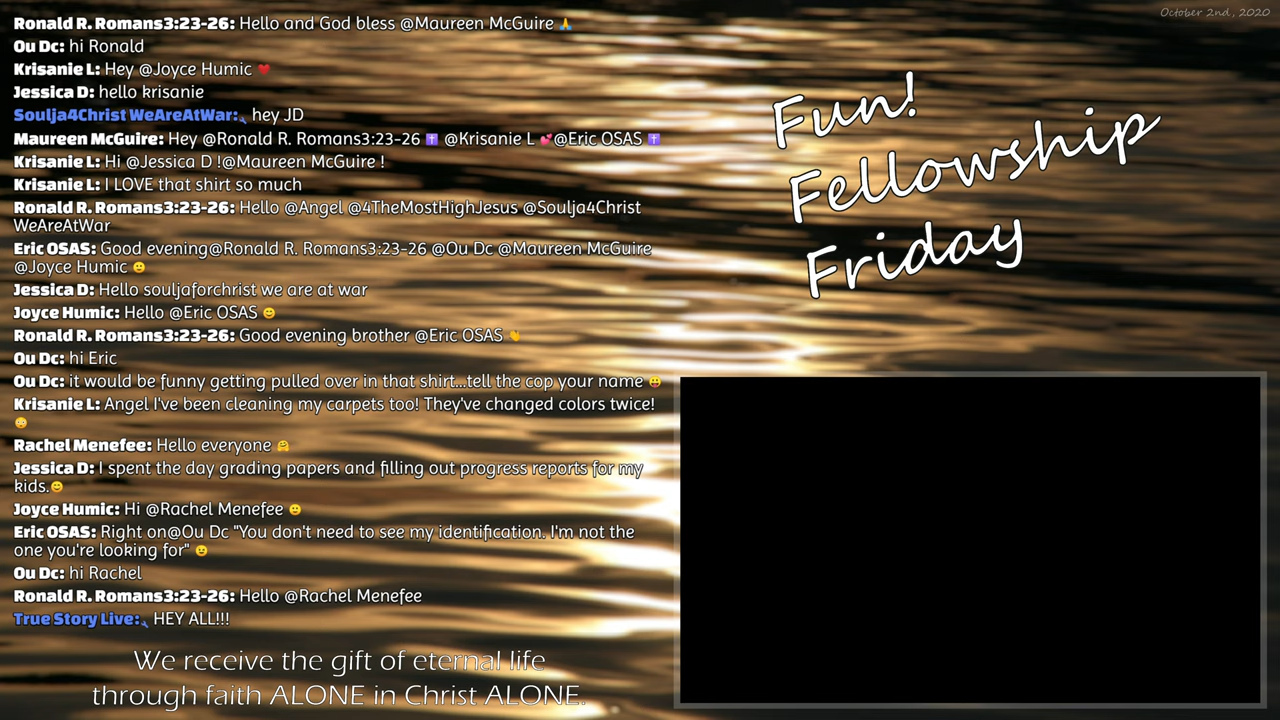 Ronald R. Romans3:23-26: Hello and God bless @Maureen McGuire 🙏
Ou Dc: hi Ronald
Krisanie L: Hey @Joyce Humic ❤️
Jessica D: hello krisanie
Soulja4Christ WeAreAtWar:🔧 hey JD
Maureen McGuire: Hey @Ronald R. Romans3:23-26 ✝️ @Krisanie L 💕@Eric OSAS ✝️
Krisanie L: Hi @Jessica D !@Maureen McGuire !
Krisanie L: I LOVE that shirt so much
Ronald R. Romans3:23-26: Hello @Angel @4TheMostHighJesus @Soulja4Christ
WeAreAtWar
Eric OSAS: Good evening@Ronald R. Romans3:23-26 @Ou Dc @Maureen McGuire
@Joyce Humic 🙂
Jessica D: Hello souljaforchrist we are at war
Joyce Humic: Hello @Eric OSAS 😊
Ronald R. Romans3:23-26: Good evening brother @Eric OSAS 👋
Ou Dc: hi Eric
Ou Dc: it would be funny getting pulled over in that shirt...tell the cop your name 😛
Krisanie L: Angel I've been cleaning my carpets too! They've changed colors twice!
😳
Rachel Menefee: Hello everyone 🤗
Jessica D: I spent the day grading papers and filling out progress reports for my
kids.😊
Joyce Humic: Hi @Rachel Menefee 🙂
Eric OSAS: Right on@Ou Dc "You don't need to see my identification. I'm not the
one you're looking for" 😉
Ou Dc: hi Rachel
Ronald R. Romans3:23-26: Hello @Rachel Menefee
True Story Live:🔧 HEY ALL!!!
We receive the gift of eternal life
through faith ALONE in Christ ALONE.
October 2nd, 2020
Fun!
Fellowship
Friday